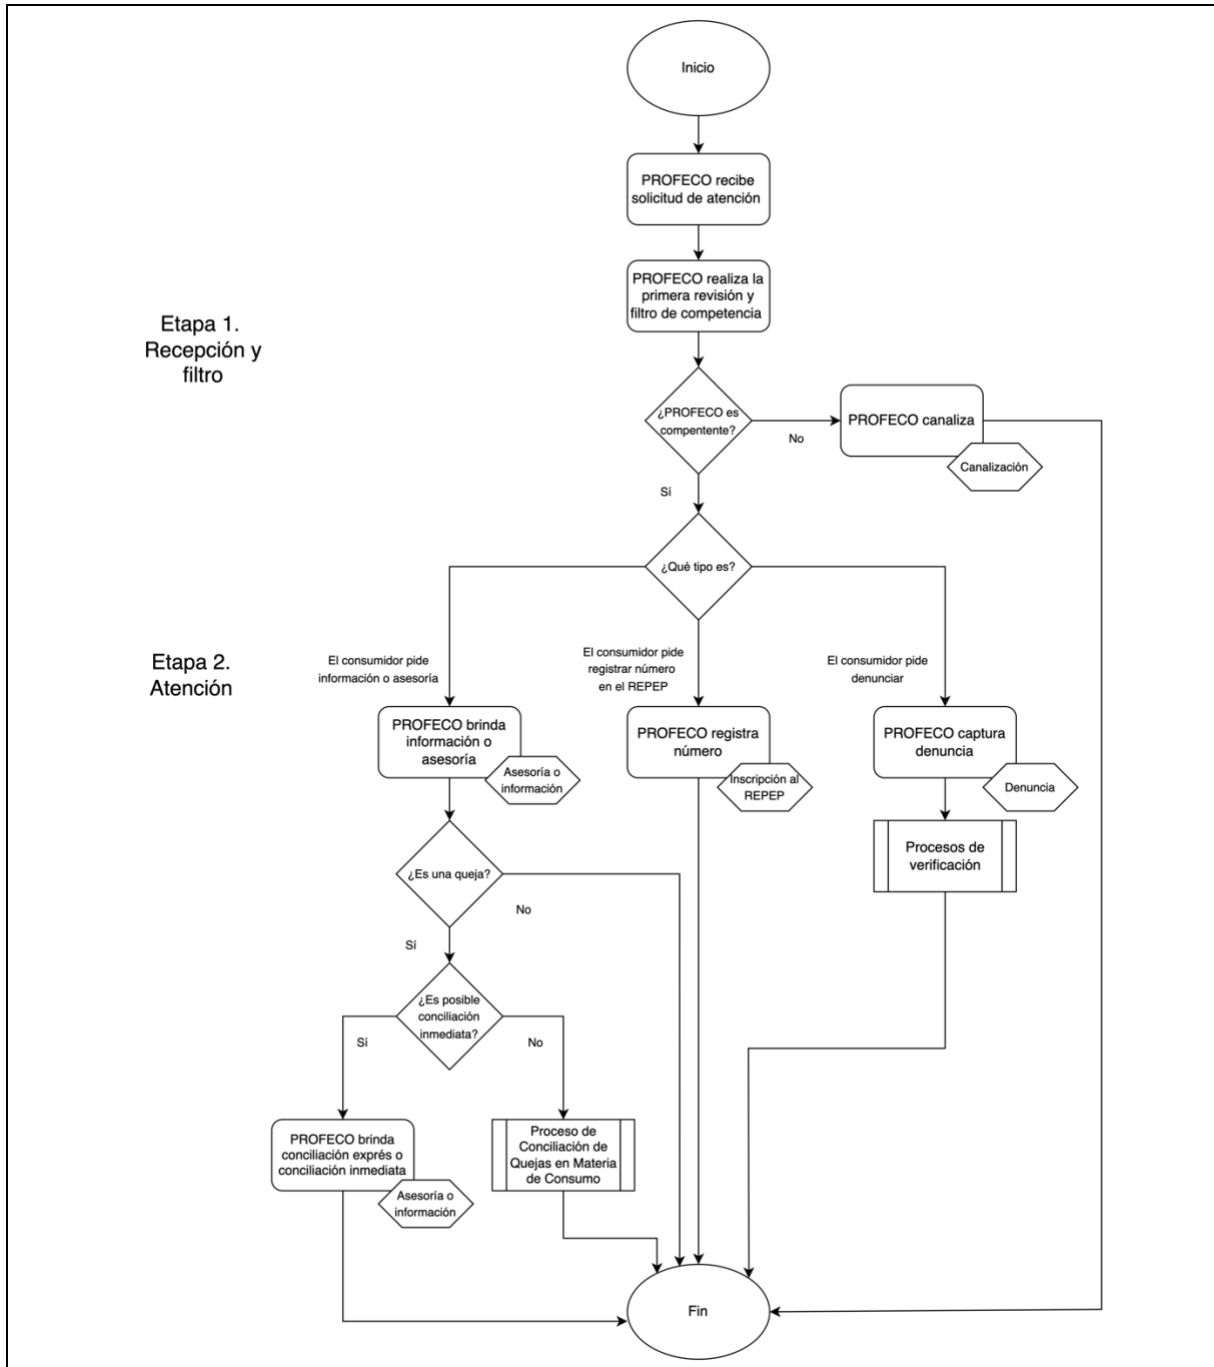 Inicio
PROFECO recibe
solicitud de atención
PROFECO realiza la
primera revisión y
filtro de competencia
Etapa 1.
Recepción y
filtro
¿PROFECO es
compentente?
No
PROFECO canaliza
Canalización
Sí
¿Qué tipo es?
Etapa 2.
Atención
El consumidor pide
información o asesoría
El consumidor pide
registrar número
en el REPEP
El consumidor pide
denunciar
PROFECO brinda
información o
asesoría
Asesoría o
información
PROFECO registra
número
Inscripción al
REPEP
PROFECO captura
denuncia
Denuncia
Procesos de
verificación
¿Es una queja?
No
Sí
¿Es posible
conciliación
inmediata?
Sí
No
PROFECO brinda
conciliación exprés o
conciliación inmediata
Asesoría o
información
Proceso de
Conciliación de
Quejas en Materia
de Consumo
Fin